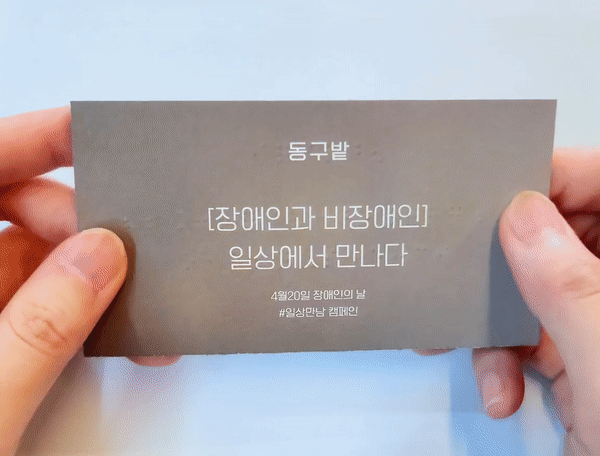 동구밭
[장애인과 비장애인]
일상에서 만나다
4월20일 장애인의 날
#일상만남 캠페인